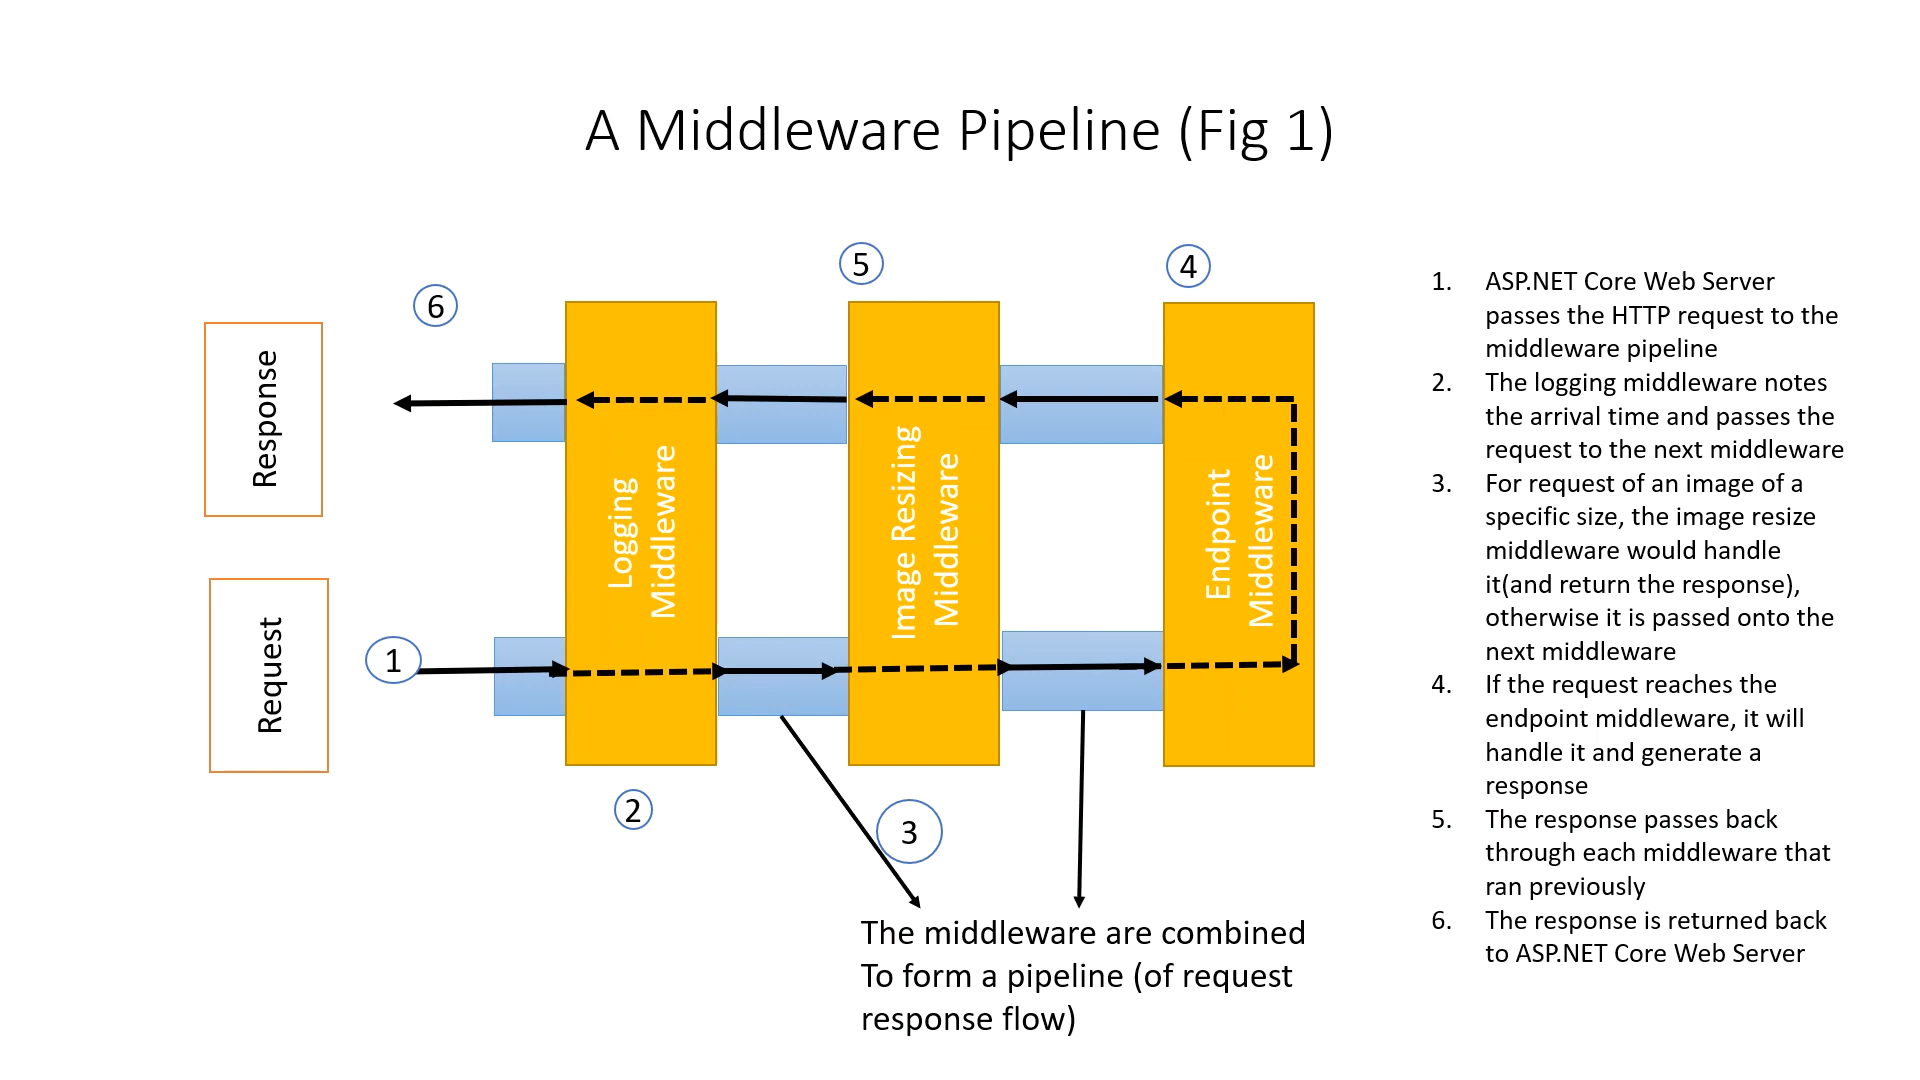 A Middleware Pipeline (Fig 1)
6
5
4
Response
Request
1
Logging
Middleware
Image Resizing
Middleware
Endpoint
Middleware
2
3
The middleware are combined
To form a pipeline (of request
response flow)
1. ASP.NET Core Web Server
passes the HTTP request to the
middleware pipeline
2. The logging middleware notes
the arrival time and passes the
request to the next middleware
3. For request of an image of a
specific size, the image resize
middleware would handle
it(and return the response),
otherwise it is passed onto the
next middleware
4. If the request reaches the
endpoint middleware, it will
handle it and generate a
response
5. The response passes back
through each middleware that
ran previously
6. The response is returned back
to ASP.NET Core Web Server